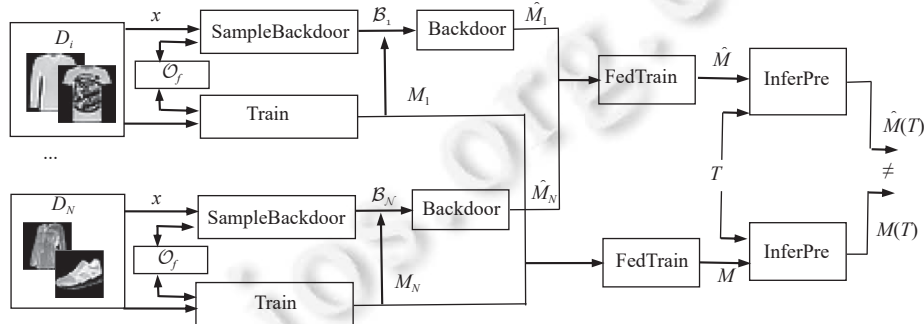 D_i
x
O_f
SampleBackdoor
B_1
Backdoor
M̂_1
Train
M_1
FedTrain
M̂
InferPre
M̂(T)
≠
M(T)
T
...
D_N
x
O_f
SampleBackdoor
B_N
Backdoor
M̂_N
Train
M_N
FedTrain
M
InferPre